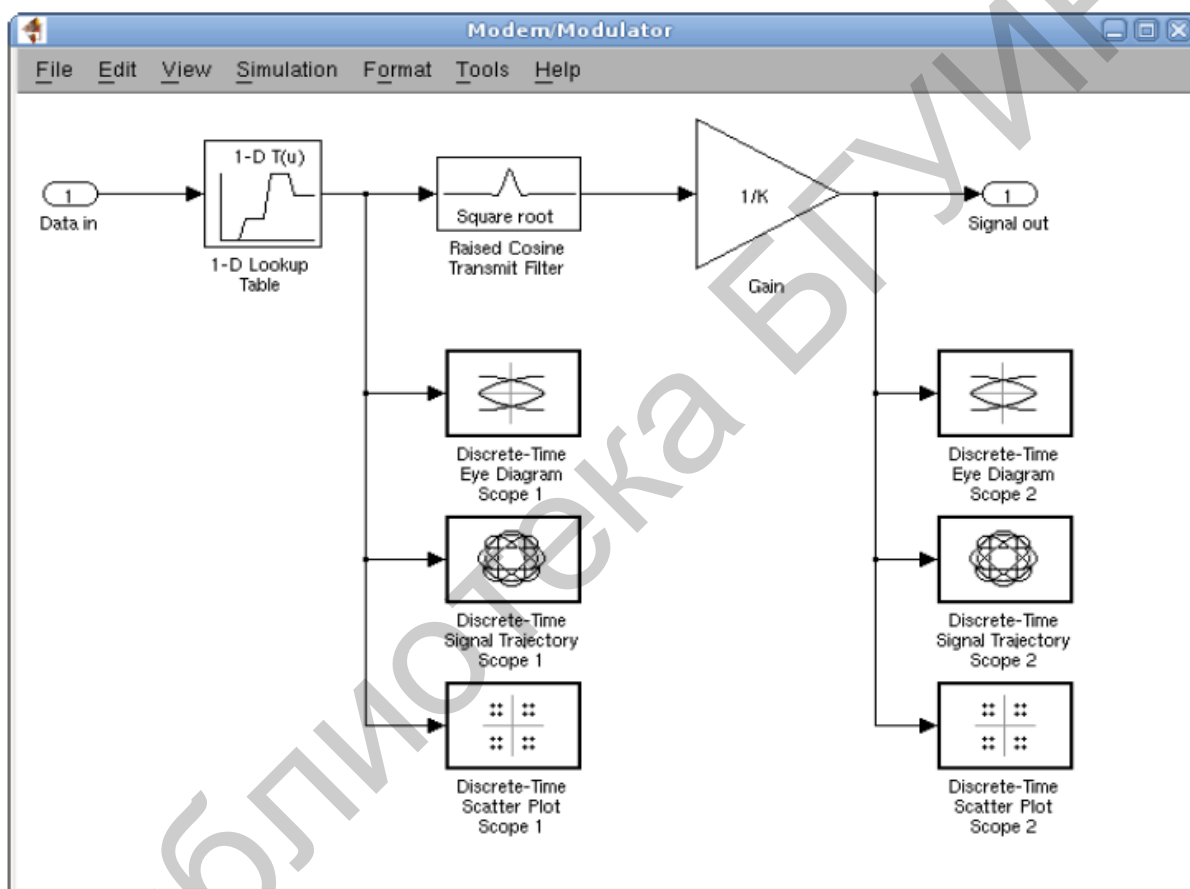 Modem/Modulator
File Edit View Simulation Format Tools Help
1
Data in
1-D T(u)
1-D Lookup
Table
Square root
Raised Cosine
Transmit Filter
1/K
Gain
1
Signal out
Discrete-Time
Eye Diagram
Scope 1
Discrete-Time
Eye Diagram
Scope 2
Discrete-Time
Signal Trajectory
Scope 1
Discrete-Time
Signal Trajectory
Scope 2
Discrete-Time
Scatter Plot
Scope 1
Discrete-Time
Scatter Plot
Scope 2
блиотека БГУИР